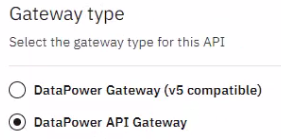 Gateway type
Select the gateway type for this API
DataPower Gateway (v5 compatible)
DataPower API Gateway